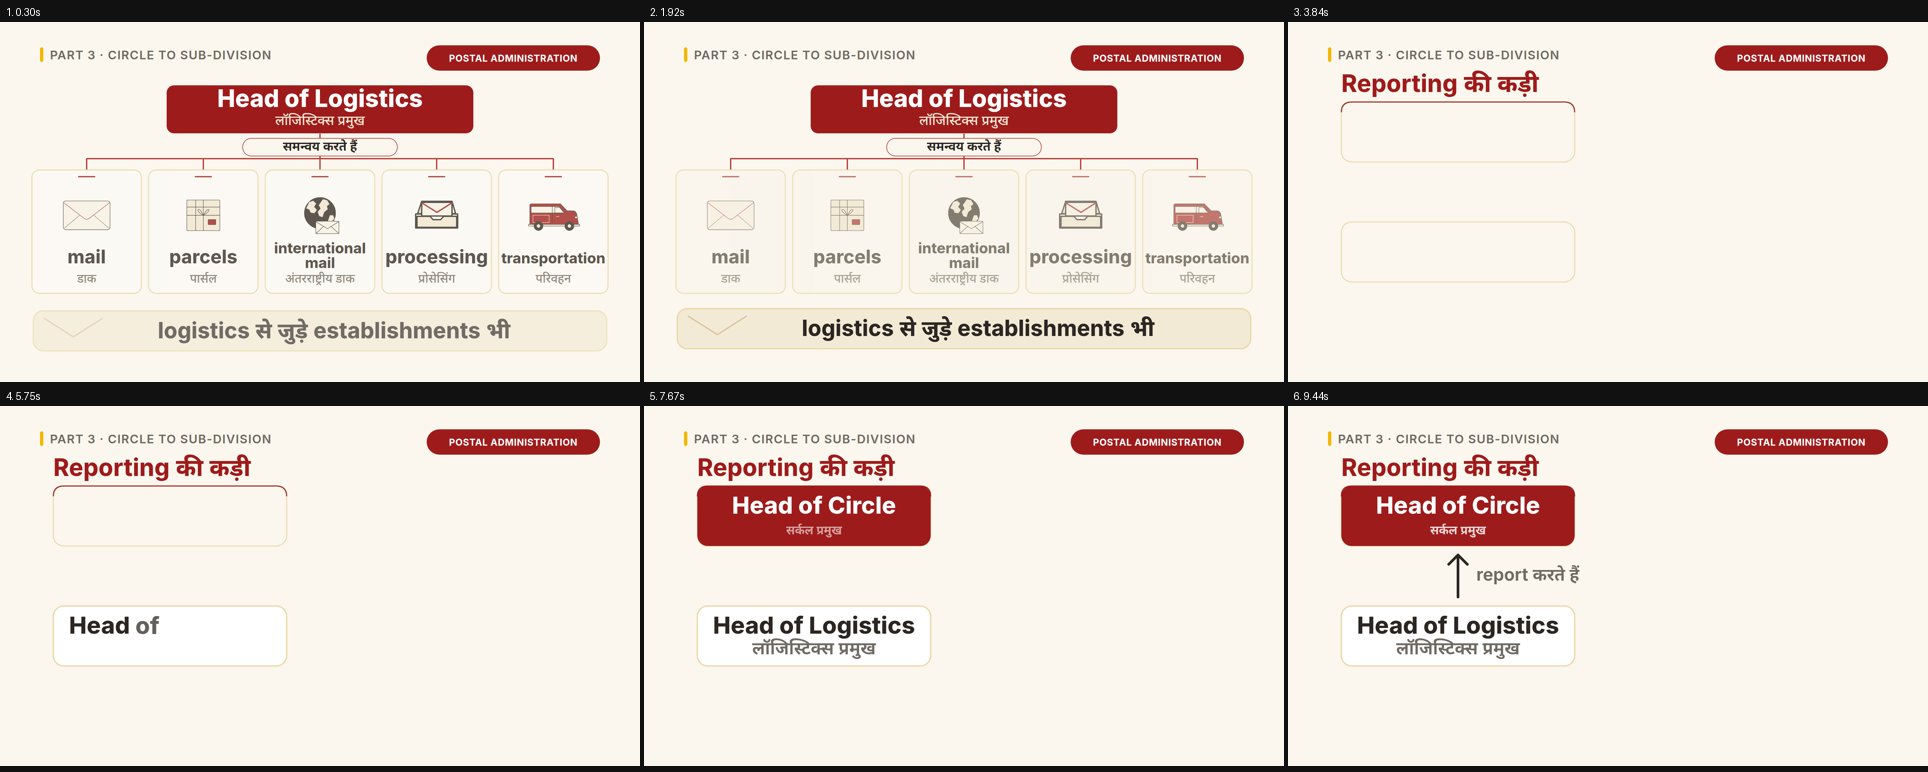 1. 0.30s
PART 3 · CIRCLE TO SUB-DIVISION
POSTAL ADMINISTRATION
Head of Logistics
लॉजिस्टिक्स प्रमुख
समन्वय करते हैं
mail
डाक
parcels
पार्सल
international
mail
अंतरराष्ट्रीय डाक
processing
प्रोसेसिंग
transportation
परिवहन
logistics से जुड़े establishments भी
2. 1.92s
PART 3 · CIRCLE TO SUB-DIVISION
POSTAL ADMINISTRATION
Head of Logistics
लॉजिस्टिक्स प्रमुख
समन्वय करते हैं
mail
डाक
parcels
पार्सल
international
mail
अंतरराष्ट्रीय डाक
processing
प्रोसेसिंग
transportation
परिवहन
logistics से जुड़े establishments भी
3. 3.84s
PART 3 · CIRCLE TO SUB-DIVISION
POSTAL ADMINISTRATION
Reporting की कड़ी
4. 5.75s
PART 3 · CIRCLE TO SUB-DIVISION
POSTAL ADMINISTRATION
Reporting की कड़ी
Head of
5. 7.67s
PART 3 · CIRCLE TO SUB-DIVISION
POSTAL ADMINISTRATION
Reporting की कड़ी
Head of Circle
सर्कल प्रमुख
Head of Logistics
लॉजिस्टिक्स प्रमुख
6. 9.44s
PART 3 · CIRCLE TO SUB-DIVISION
POSTAL ADMINISTRATION
Reporting की कड़ी
Head of Circle
सर्कल प्रमुख
report करते हैं
Head of Logistics
लॉजिस्टिक्स प्रमुख